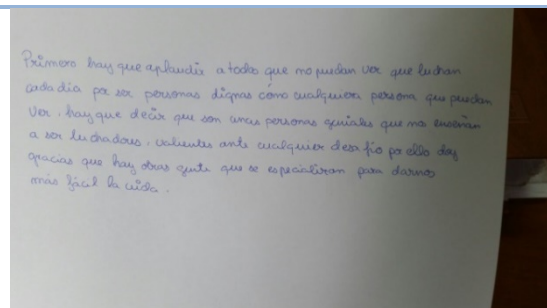 Primero hay que aplaudir a todos que no puedan ver que luchan
cada dia por ser personas dignas cómo cualquiera persona que puedan
ver, hay que decir que son unas personas geniales que nos enseñan
a ser luchadores, valientes ante cualquier desafio por ello doy
gracias que hay otras gente que se especializan para darnos
más fácil la vida.